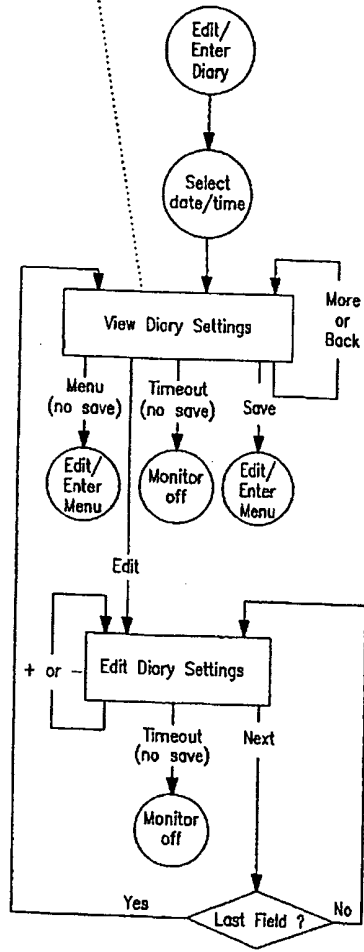 Edit/
Enter
Diary
Select
date/time
View Diary Settings
More
or
Back
Menu
(no save)
Timeout
(no save)
Save
Edit/
Enter
Menu
Monitor
off
Edit/
Enter
Menu
Edit
+ or −
Edit Diary Settings
Timeout
(no save)
Next
Monitor
off
Yes
Last Field ?
No